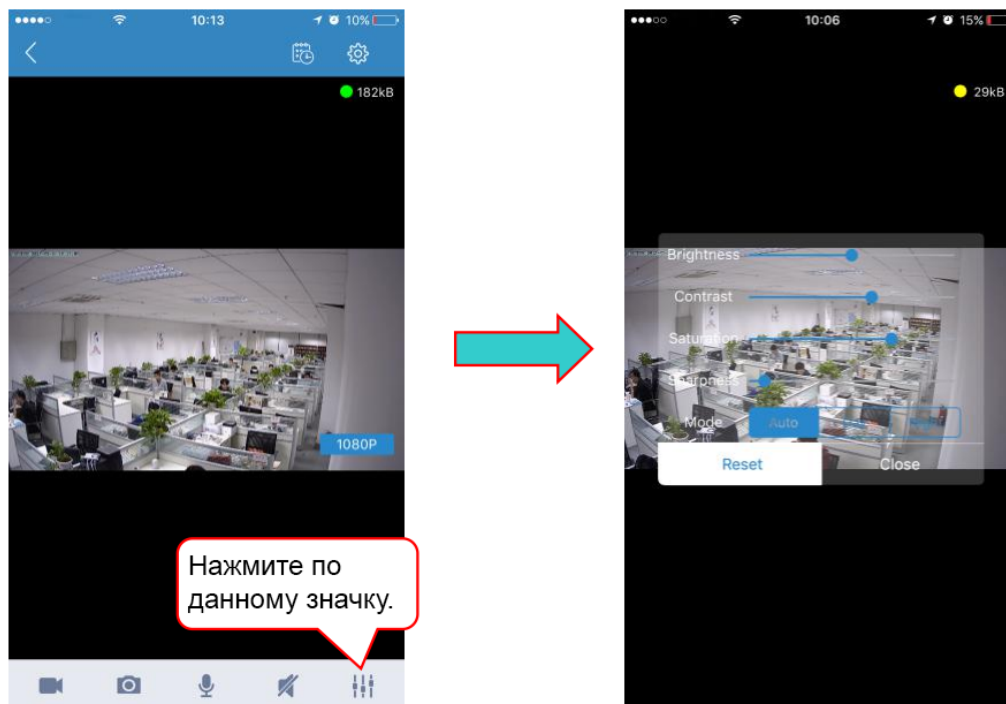 10:13
10%
182kB
1080P
Нажмите по
данному значку.
10:06
15%
29kB
Brightness
Contrast
Saturation
Sharpness
Mode
Auto
Reset
Close